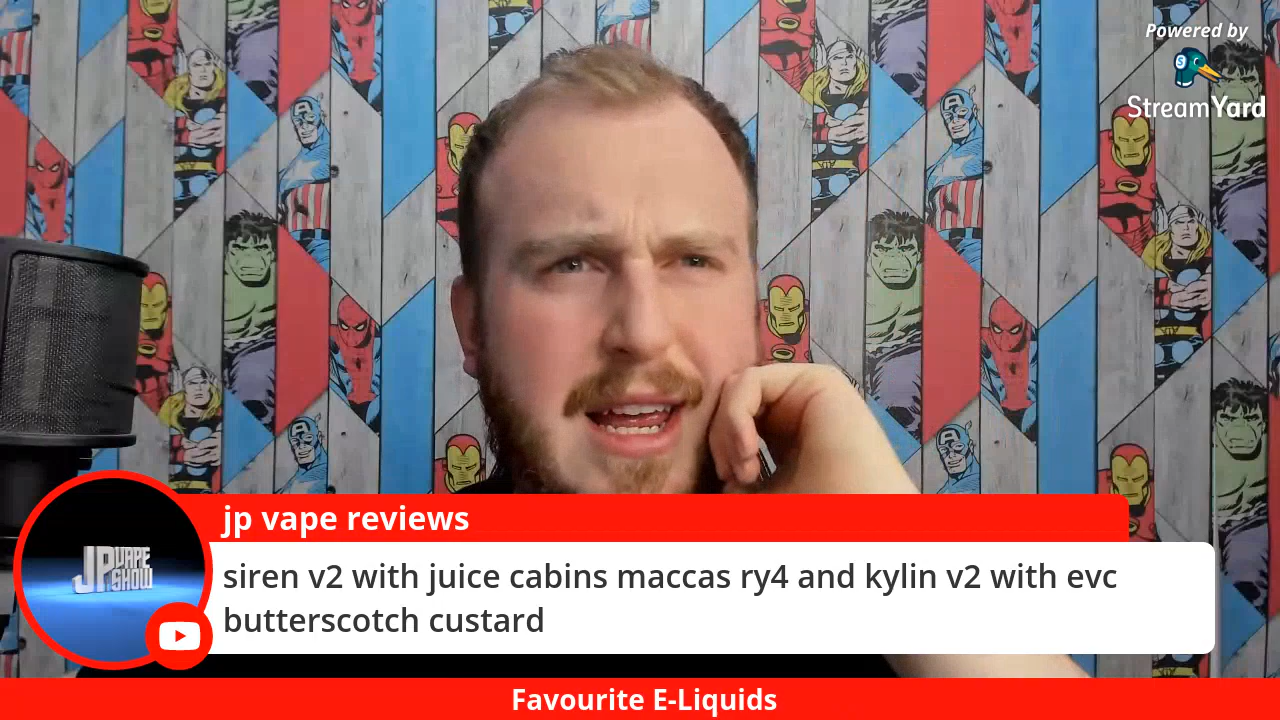 Powered by
StreamYard
jp vape reviews
JP VAPE SHOW
siren v2 with juice cabins maccas ry4 and kylin v2 with evc
butterscotch custard
Favourite E-Liquids